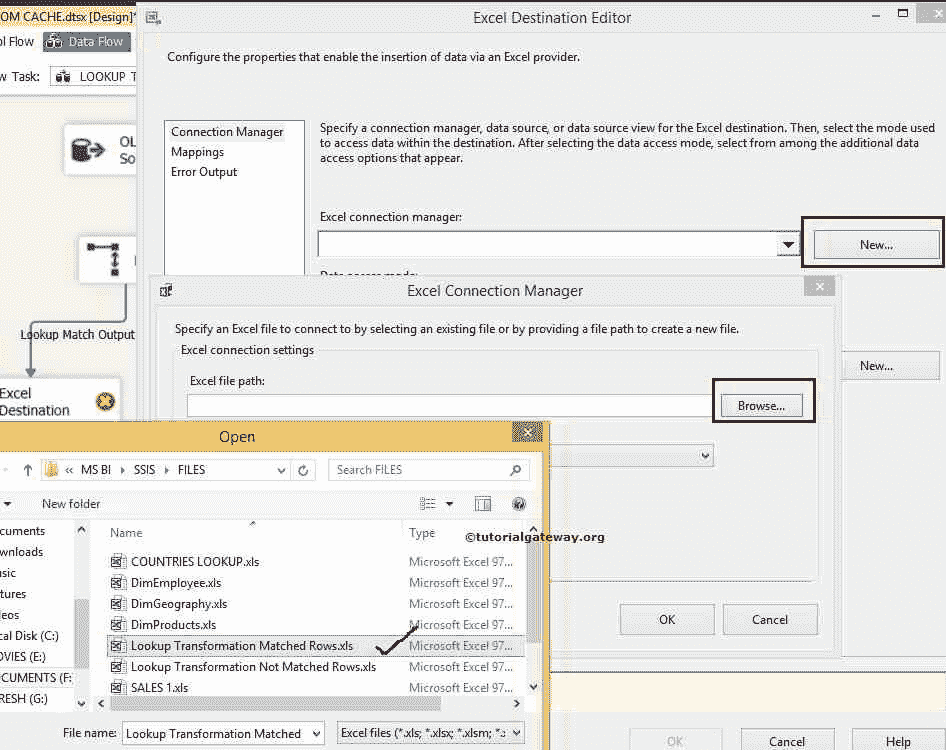 OM CACHE.dtsx [Design]*
Excel Destination Editor
ol Flow
Data Flow
w Task:
LOOKUP T
Configure the properties that enable the insertion of data via an Excel provider.
OL
So
Connection Manager
Mappings
Error Output
Specify a connection manager, data source, or data source view for the Excel destination. Then, select the mode used
to access data within the destination. After selecting the data access mode, select from among the additional data
access options that appear.
Excel connection manager:
New...
Data access mode:
Lookup Match Output
Excel
Destination
Excel Connection Manager
Specify an Excel file to connect to by selecting an existing file or by providing a file path to create a new file.
Excel connection settings
Excel file path:
Browse...
New...
Open
« MS BI
SSIS
FILES
Search FILES
New folder
Name
Type
©tutorialgateway.org
cuments
wnloads
sic
tures
eos
cal Disk (C:)
OVIES (E:)
CUMENTS (F:
RESH (G:)
COUNTRIES LOOKUP.xls
Microsoft Excel 97...
DimEmployee.xls
Microsoft Excel 97...
DimGeography.xls
Microsoft Excel 97...
DimProducts.xls
Microsoft Excel 97...
Lookup Transformation Matched Rows.xls
Microsoft Excel 97...
Lookup Transformation Not Matched Rows.xls
Microsoft Excel 97...
SALES 1.xls
Microsoft Excel 97...
OK
Cancel
File name:
Lookup Transformation Matched
Excel files (*.xls; *.xlsx; *.xlsm; *.:
OK
Cancel
Help